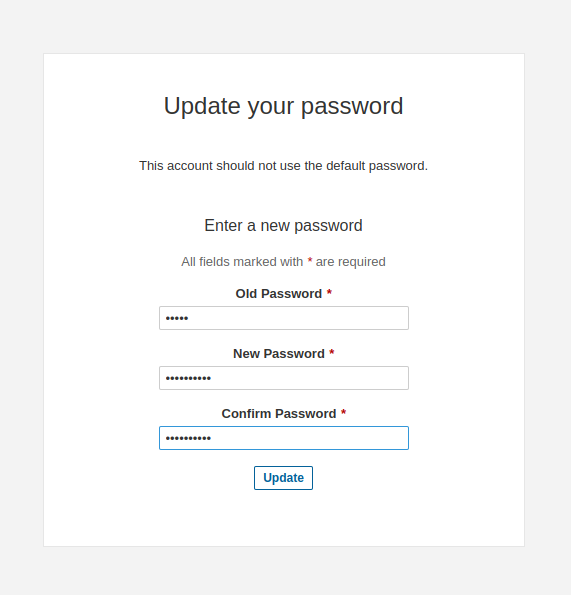 Update your password
This account should not use the default password.
Enter a new password
All fields marked with * are required
Old Password *
•••••
New Password *
••••••••••
Confirm Password *
••••••••••
Update